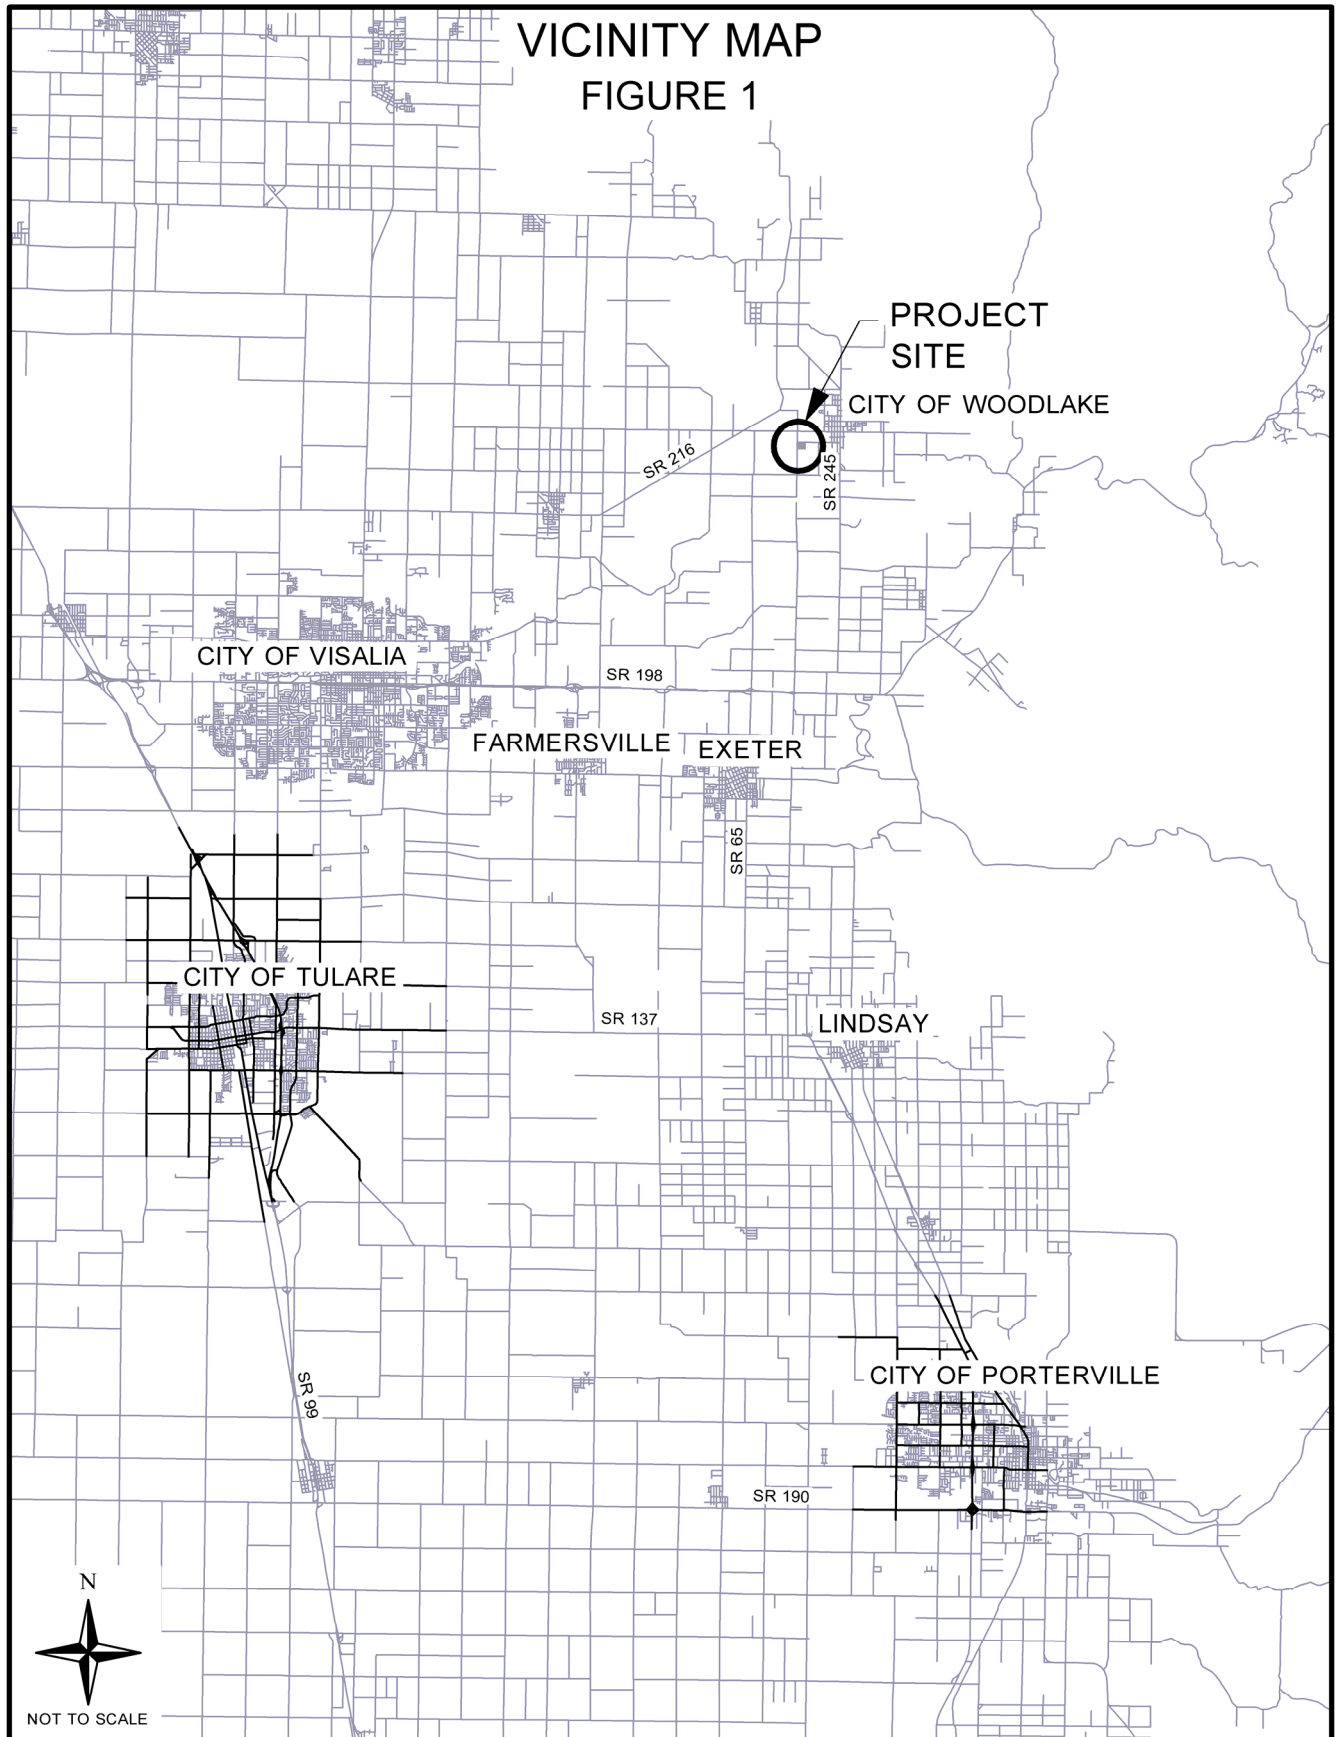 VICINITY MAP
FIGURE 1
PROJECT
SITE
CITY OF WOODLAKE
SR 216
SR 245
CITY OF VISALIA
SR 198
FARMERSVILLE
EXETER
SR 65
CITY OF TULARE
SR 137
LINDSAY
CITY OF PORTERVILLE
SR 99
SR 190
N
NOT TO SCALE